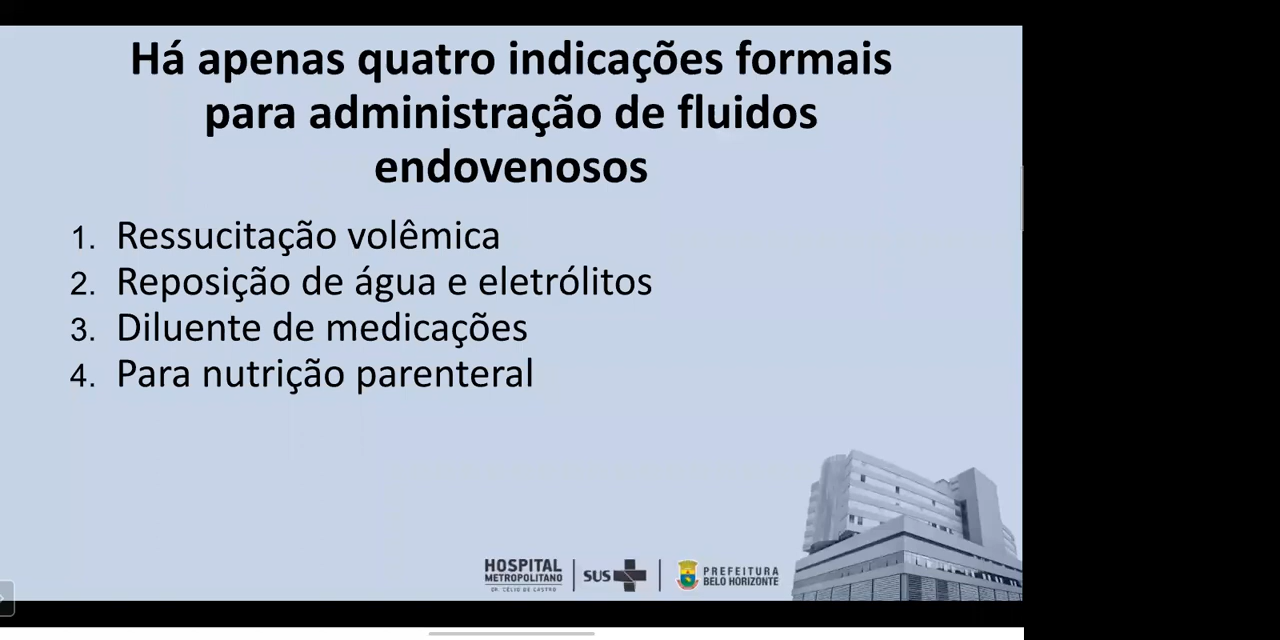 Há apenas quatro indicações formais
para administração de fluidos
endovenosos
1. Ressucitação volêmica
2. Reposição de água e eletrólitos
3. Diluente de medicações
4. Para nutrição parenteral
HOSPITAL
METROPOLITANO
DR. CÉLIO DE CASTRO
SUS
PREFEITURA
BELO HORIZONTE